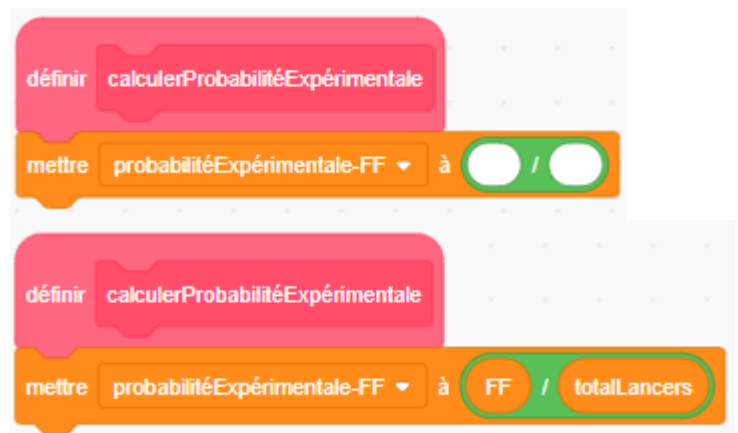 définir calculerProbabilitéExpérimentale
mettre probabilitéExpérimentale-FF à /
définir calculerProbabilitéExpérimentale
mettre probabilitéExpérimentale-FF à FF / totalLancers